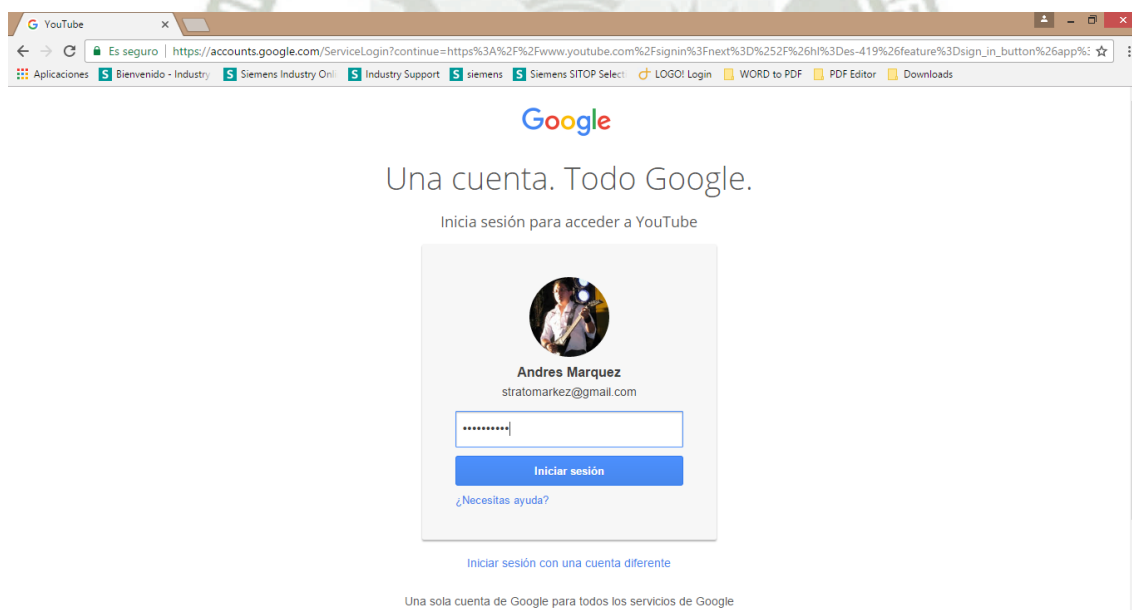 YouTube
Es seguro | https://accounts.google.com/ServiceLogin?continue=https%3A%2F%2Fwww.youtube.com%2Fsignin%3Fnext%3D%252F%26hl%3Des-419%26feature%3Dsign_in_button%26app%3
Aplicaciones Bienvenido - Industry Siemens Industry Onli Industry Support siemens Siemens SITOP Select LOGO! Login WORD to PDF PDF Editor Downloads
Google
Una cuenta. Todo Google.
Inicia sesión para acceder a YouTube
Andres Marquez
stratomarkez@gmail.com
••••••••••
Iniciar sesión
¿Necesitas ayuda?
Iniciar sesión con una cuenta diferente
Una sola cuenta de Google para todos los servicios de Google